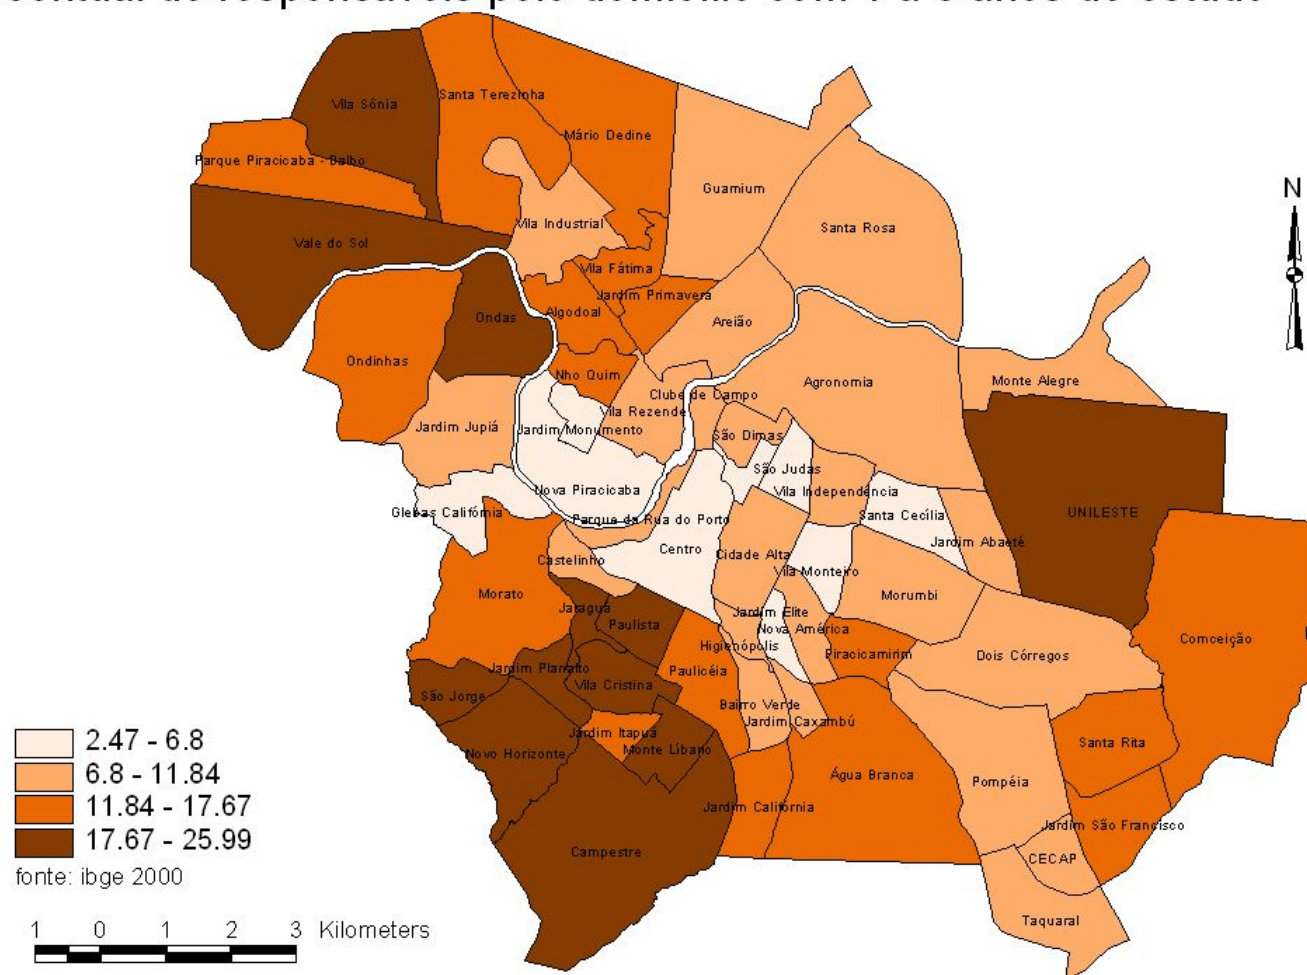 Vila Sônia
Santa Terezinha
Mário Dedine
Parque Piracicaba - Balbo
Guamium
Vila Industrial
Santa Rosa
N
Vale do Sol
Vila Fátima
Jardim Primavera
Algodoal
Ondas
Areião
Ondinhas
Nho Quim
Agronomia
Monte Alegre
Clube de Campo
Vila Rezende
Jardim Jupiá
Jardim Monumento
São Dimas
São Judas
Nova Piracicaba
Vila Independência
Glebas Califórnia
Santa Cecília
UNILESTE
Parque da Rua do Porto
Centro
Cidade Alta
Jardim Abaeté
Castelinho
Vila Monteiro
Morato
Morumbi
Jaraguá
Paulista
Jardim Elite
Nova América
Comceição
Higienópolis
Piracicamirim
Dois Córregos
Jardim Planalto
Paulicéia
São Jorge
Vila Cristina
Bairro Verde
Jardim Caxambú
Jardim Itapuá
Santa Rita
Monte Líbano
Novo Horizonte
Água Branca
Pompéia
Jardim Califórnia
Jardim São Francisco
Campestre
CECAP
Taquaral
2.47 - 6.8
6.8 - 11.84
11.84 - 17.67
17.67 - 25.99
fonte: ibge 2000
1 0 1 2 3 Kilometers